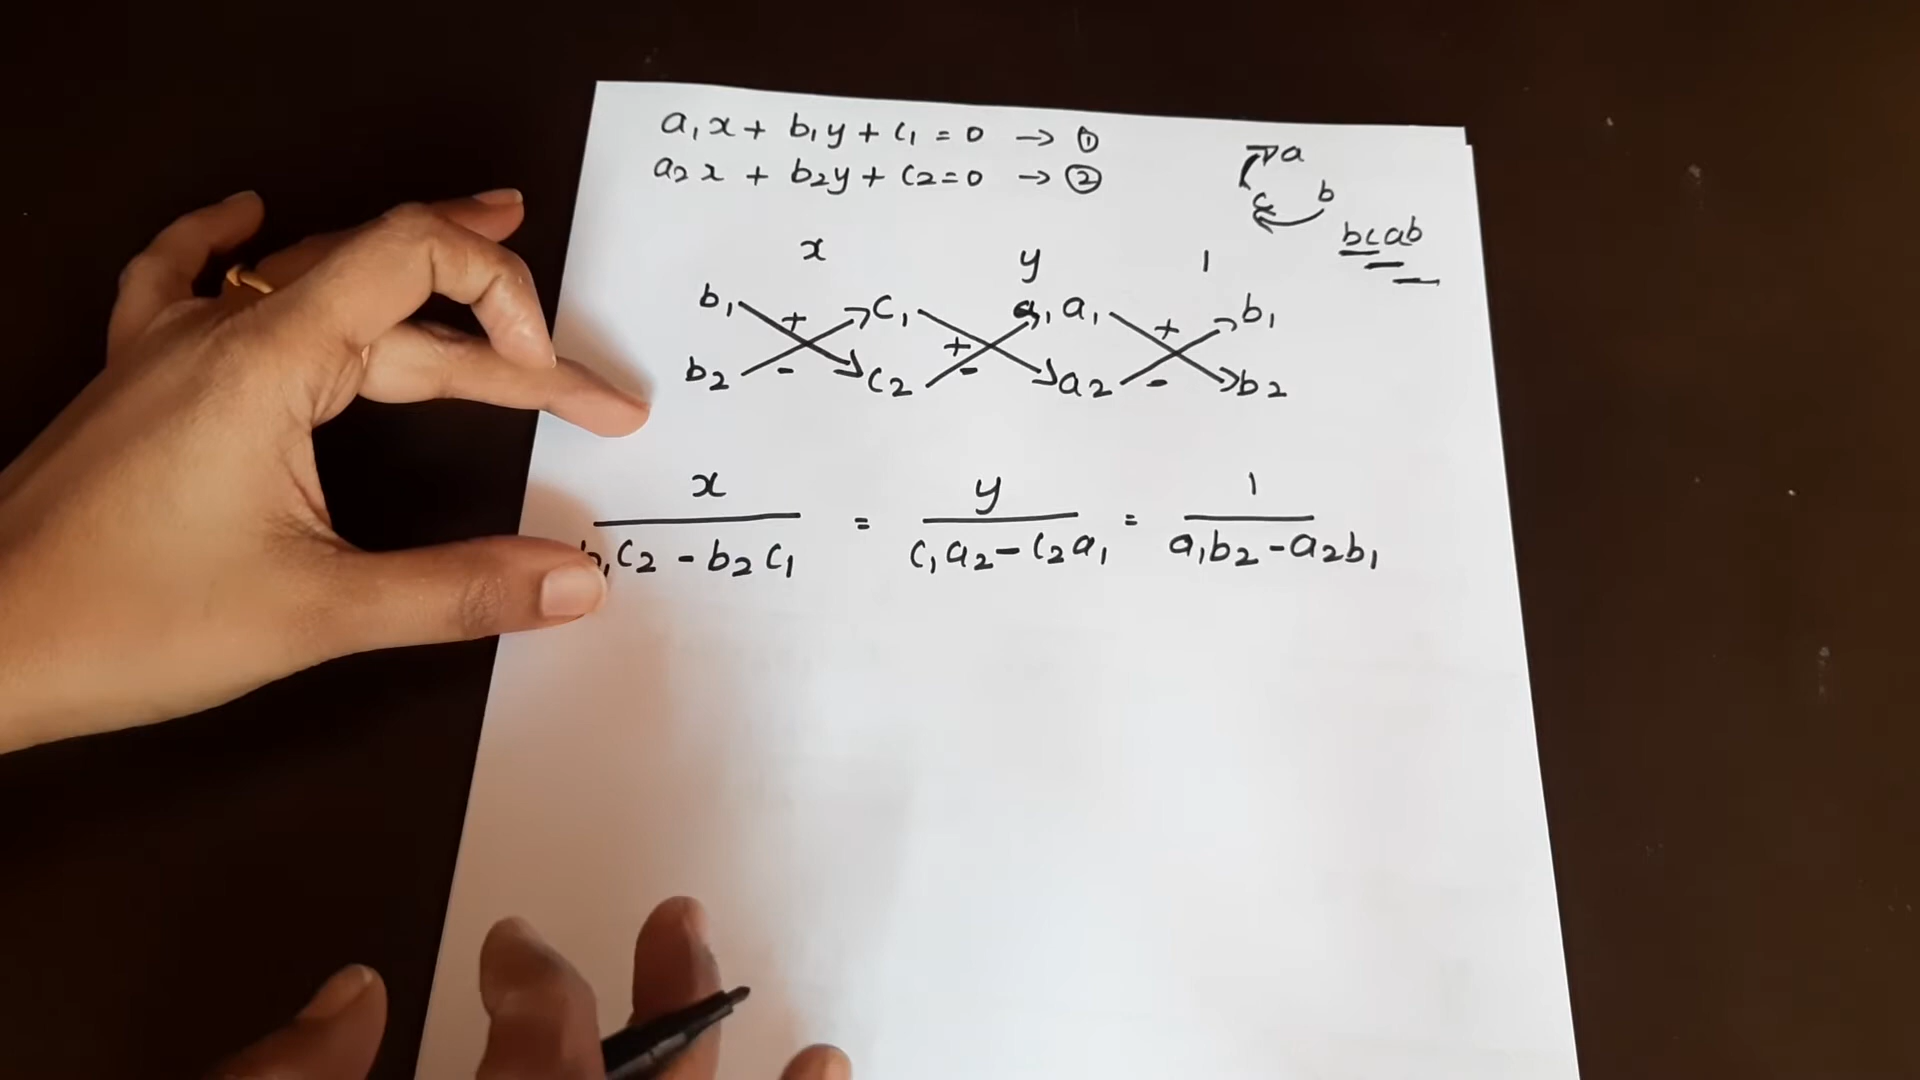 a₁x + b₁y + c₁ = 0 → ①
a₂x + b₂y + c₂ = 0 → ②
a
c b
bcab
x y 1
b₁ + c₁ + a₁ a₁ + b₁
b₂ - c₂ - a₂ - b₂
x = y = 1
b₁c₂ - b₂c₁ c₁a₂ - c₂a₁ a₁b₂ - a₂b₁